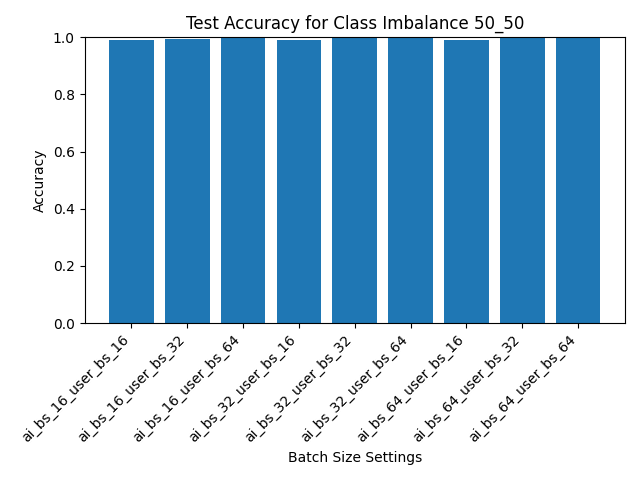 Test Accuracy for Class Imbalance 50_50
1.0
0.8
0.6
0.4
0.2
0.0
Accuracy
ai_bs_16_user_bs_16
ai_bs_16_user_bs_32
ai_bs_16_user_bs_64
ai_bs_32_user_bs_16
ai_bs_32_user_bs_32
ai_bs_32_user_bs_64
ai_bs_64_user_bs_16
ai_bs_64_user_bs_32
ai_bs_64_user_bs_64
Batch Size Settings